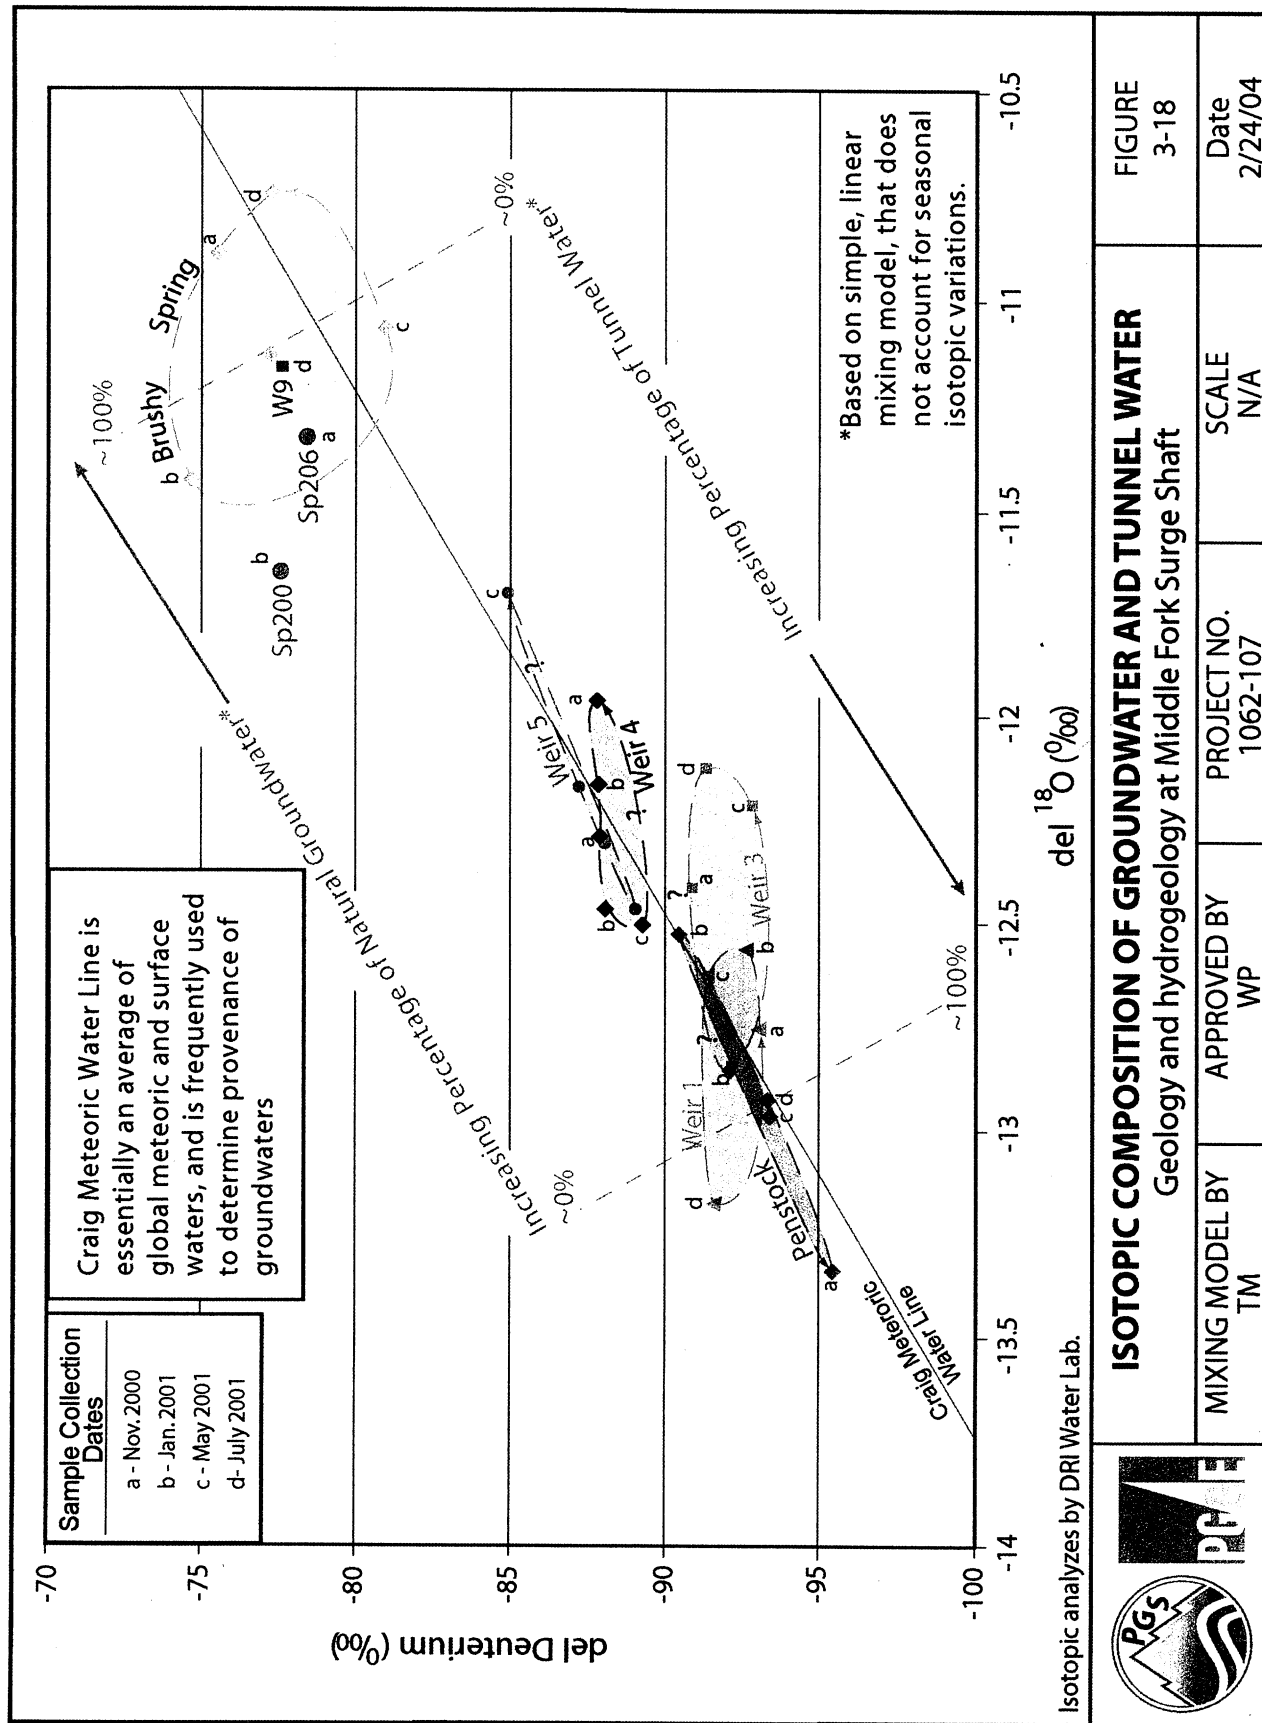 Sample Collection
Dates
a - Nov. 2000
b - Jan. 2001
c - May 2001
d- July 2001
Craig Meteoric Water Line is
essentially an average of
global meteoric and surface
waters, and is frequently used
to determine provenance of
groundwaters
-70
-75
-80
-85
-90
-95
-100
del Deuterium (0⁄00)
-14
-13.5
-13
-12.5
-12
-11.5
-11
-10.5
del 18O (0⁄00)
Increasing Percentage of Natural Groundwater*
~0%
~100%
Increasing Percentage of Tunnel Water*
~0%
~100%
Brushy Spring
b
a
d
c
W9
d
Sp206
a
Sp200
b
Weir 5
?
c
a
Weir 4
?
a
b
b
c
Weir 3
?
a
b
c
d
Weir 1
?
a
b
c
d
Penstock
a
b
c d
Craig Meteroric
Water Line
*Based on simple, linear
mixing model, that does
not account for seasonal
isotopic variations.
Isotopic analyzes by DRI Water Lab.
PGS
PG&E
ISOTOPIC COMPOSITION OF GROUNDWATER AND TUNNEL WATER
Geology and hydrogeology at Middle Fork Surge Shaft
FIGURE
3-18
MIXING MODEL BY
TM
APPROVED BY
WP
PROJECT NO.
1062-107
SCALE
N/A
Date
2/24/04